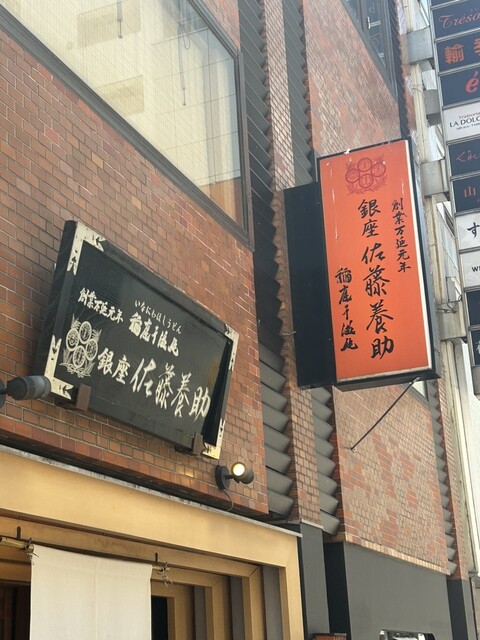 いなにわほしうどん
創業万延元年 稲庭干饂飩
銀座 佐藤養助
創業万延元年
銀座 佐藤養助
稲庭干饂飩
LA DOLC